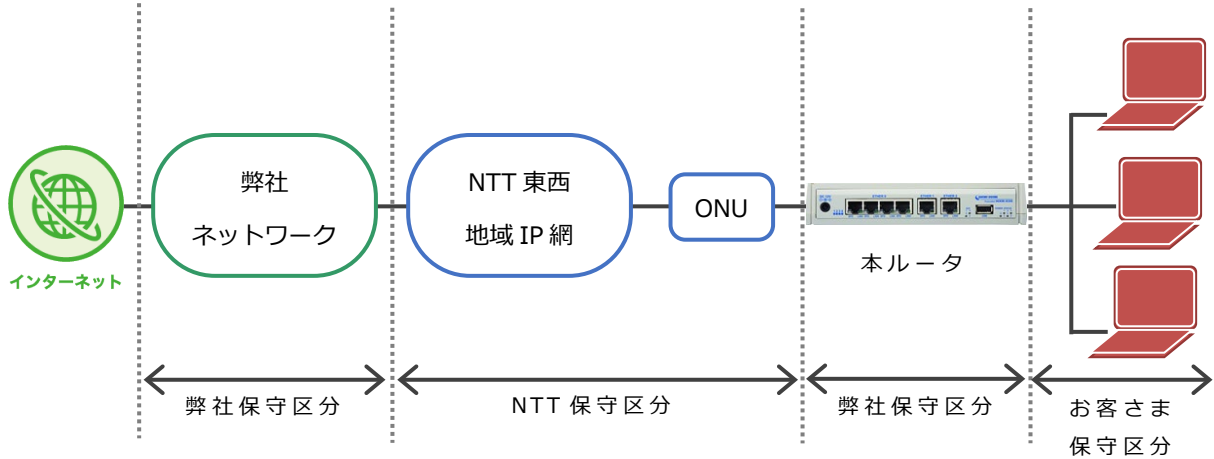 インターネット
弊社
ネットワーク
NTT 東西
地域 IP 網
ONU
本ルータ
弊社保守区分
NTT 保守区分
弊社保守区分
お客さま
保守区分